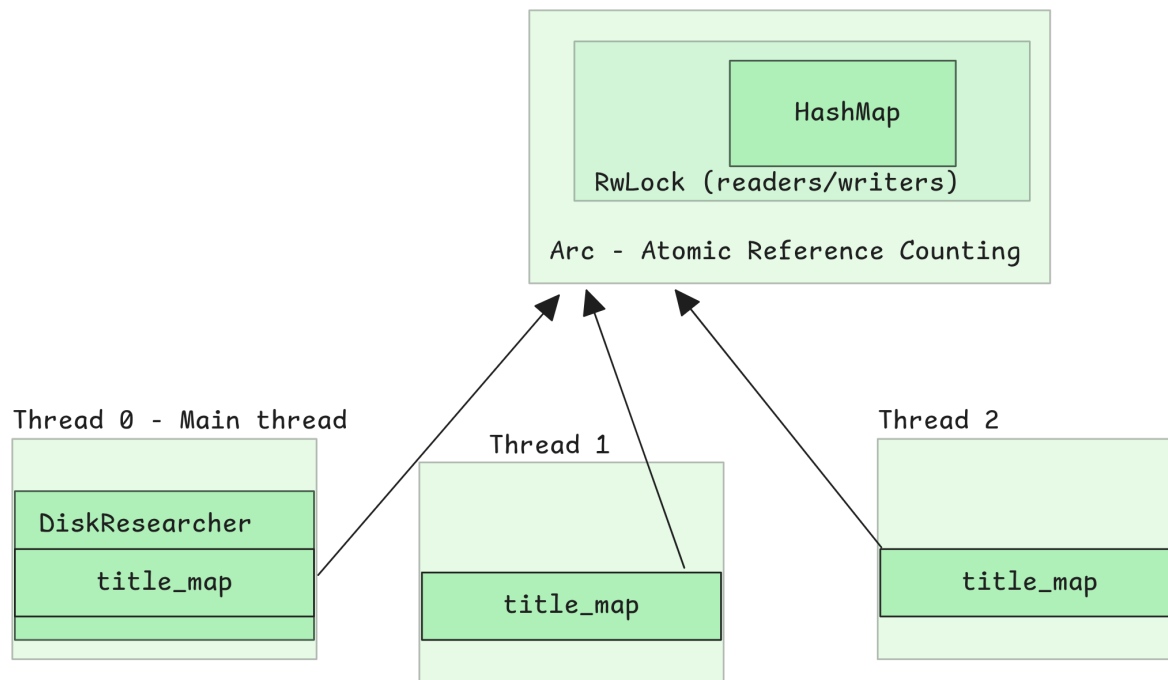 HashMap
RwLock (readers/writers)
Arc - Atomic Reference Counting
Thread 0 - Main thread
DiskResearcher
title_map
Thread 1
title_map
Thread 2
title_map